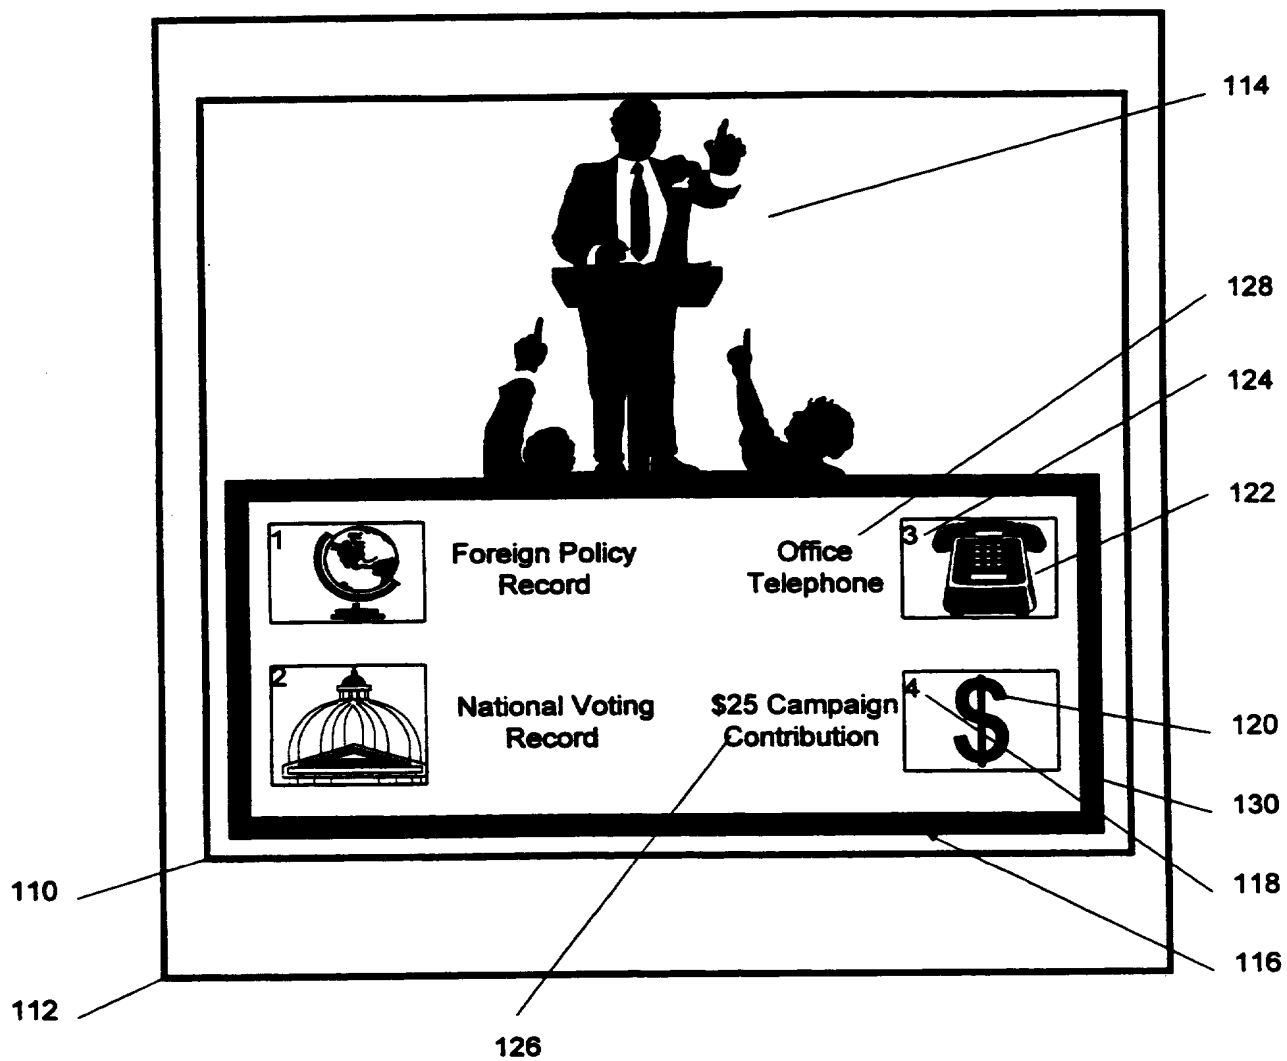 114
128
124
122
1
Foreign Policy
Record
Office
Telephone
3
2
National Voting
Record
$25 Campaign
Contribution
4
120
130
110
118
116
112
126